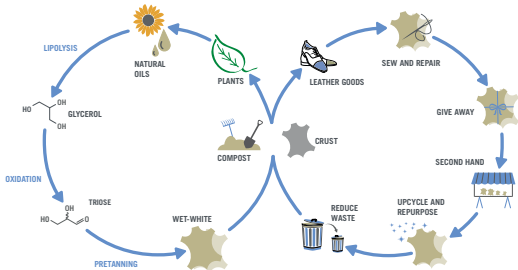 LIPOLYSIS
NATURAL
OILS
PLANTS
LEATHER GOODS
SEW AND REPAIR
HO
OH
OH
GLYCEROL
GIVE AWAY
CRUST
COMPOST
SECOND HAND
OXIDATION
TRIOSE
OH
HO
O
WET-WHITE
REDUCE
WASTE
UPCYCLE AND
REPURPOSE
PRETANNING